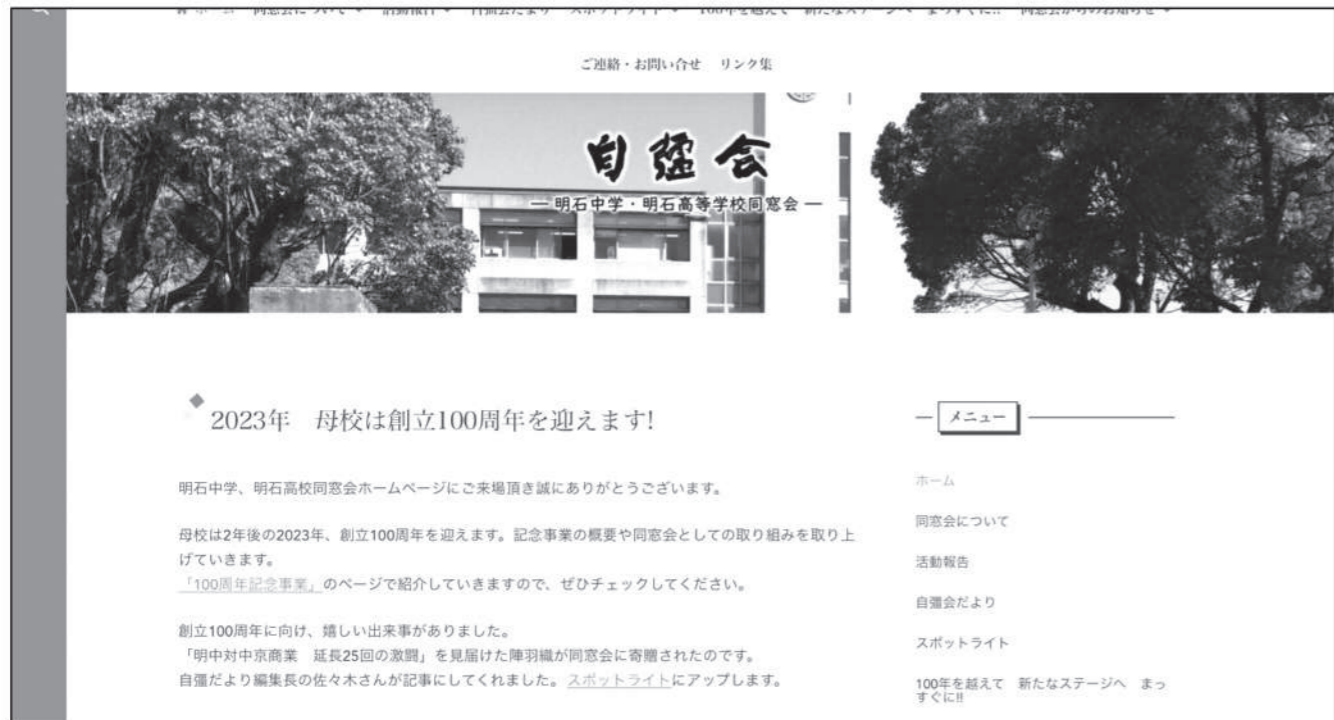 ご連絡・お問い合せ リンク集
自彊会
― 明石中学・明石高等学校同窓会 ―
2023年 母校は創立100周年を迎えます!
明石中学、明石高校同窓会ホームページにご来場頂き誠にありがとうございます。
母校は2年後の2023年、創立100周年を迎えます。記念事業の概要や同窓会としての取り組みを取り上
げていきます。
「100周年記念事業」のページで紹介していきますので、ぜひチェックしてください。
創立100周年に向け、嬉しい出来事がありました。
「明中対中京商業 延長25回の激闘」を見届けた陣羽織が同窓会に寄贈されたのです。
自彊だより編集長の佐々木さんが記事にしてくれました。スポットライトにアップします。
メニュー
ホーム
同窓会について
活動報告
自彊会だより
スポットライト
100年を越えて 新たなステージへ まっ
すぐに!!